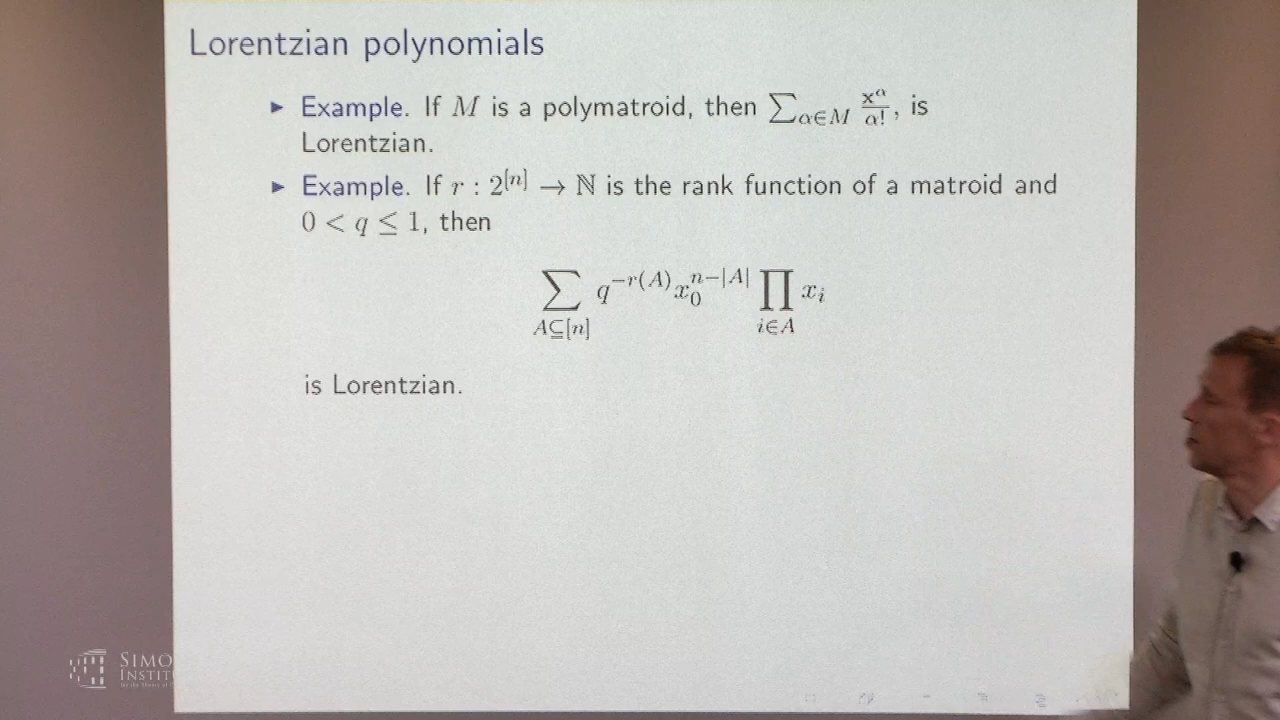 Lorentzian polynomials
▶ Example. If $M$ is a polymatroid, then $\sum_{\alpha \in M} \frac{\mathbf{x}^{\alpha}}{\alpha!}$, is
Lorentzian.
▶ Example. If $r : 2^{[n]} \to \mathbb{N}$ is the rank function of a matroid and
$0 < q \leq 1$, then
$\sum_{A \subseteq [n]} q^{-r(A)} x_0^{n-|A|} \prod_{i \in A} x_i$
is Lorentzian.